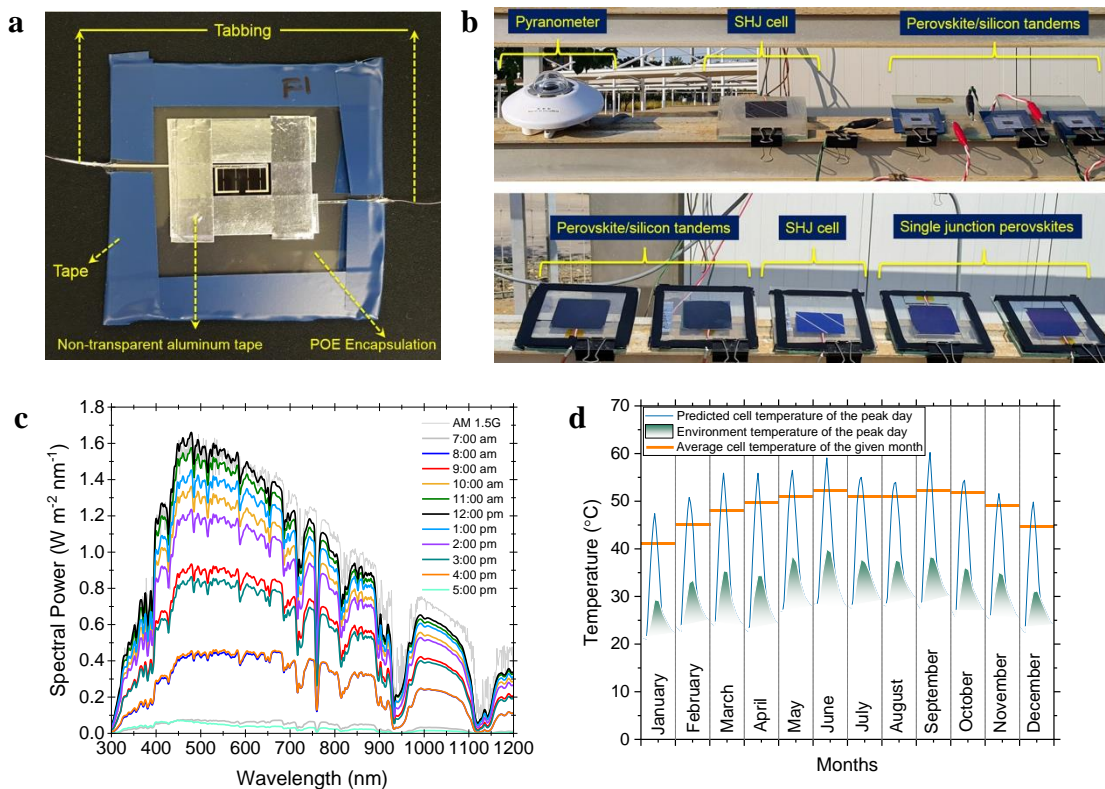 a
Tabbing
F1
Tape
Non-transparent aluminum tape
POE Encapsulation
b
Pyranometer
SHJ cell
Perovskite/silicon tandems
Perovskite/silicon tandems
SHJ cell
Single junction perovskites
c
Spectral Power (W m-2 nm-1)
1.8
1.6
1.4
1.2
1.0
0.8
0.6
0.4
0.2
0.0
AM 1.5G
7:00 am
8:00 am
9:00 am
10:00 am
11:00 am
12:00 pm
1:00 pm
2:00 pm
3:00 pm
4:00 pm
5:00 pm
300 400 500 600 700 800 900 1000 1100 1200
Wavelength (nm)
d
Temperature (°C)
70
60
50
40
30
20
10
0
Predicted cell temperature of the peak day
Environment temperature of the peak day
Average cell temperature of the given month
January
February
March
April
May
June
July
August
September
October
November
December
Months